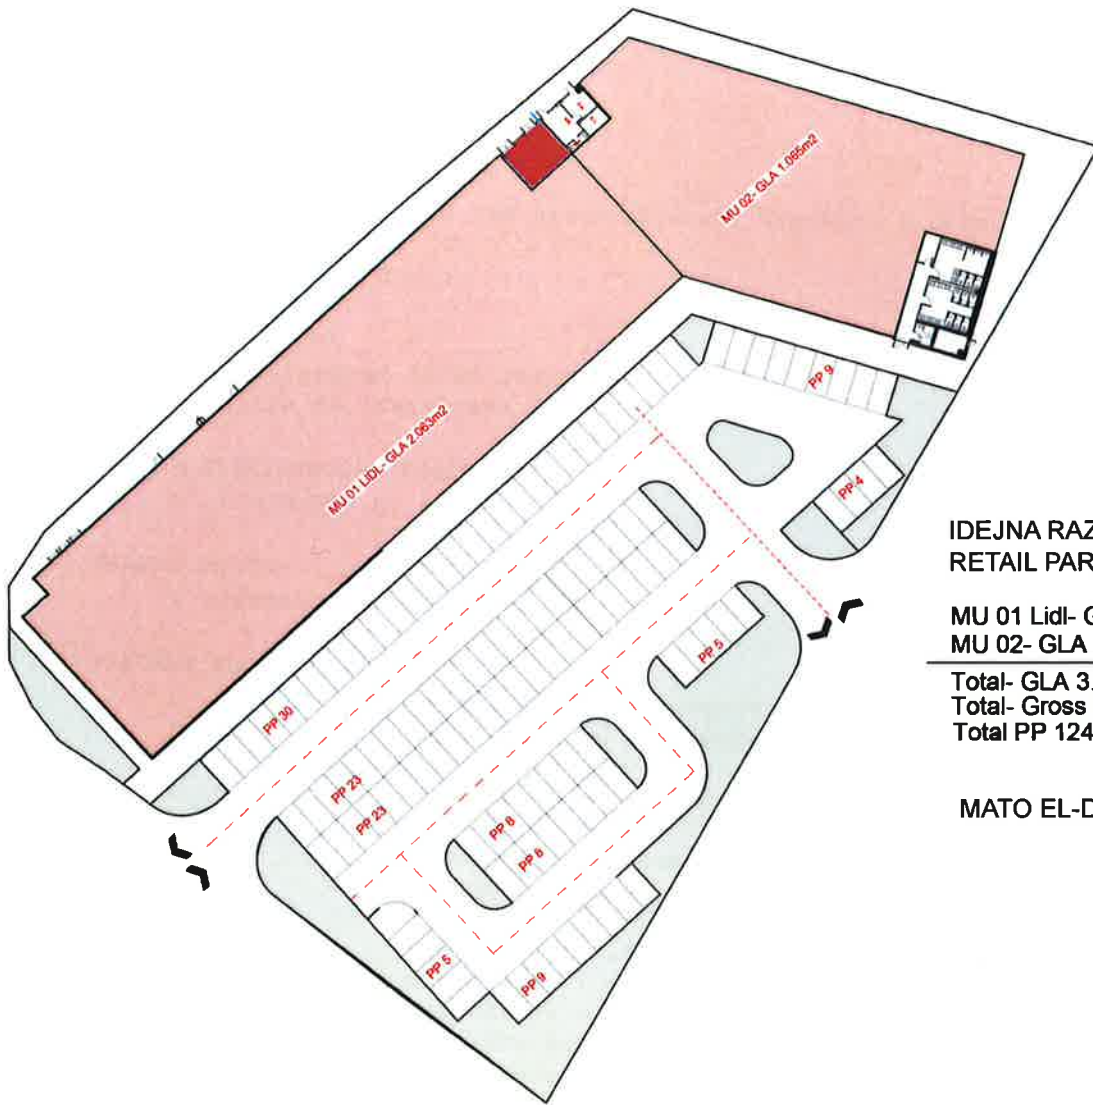 MU 02- GLA 1.065m2
MU 01 LIDL- GLA 2.063m2
PP 9
PP 4
PP 5
PP 30
PP 23
PP 23
PP 8
PP 8
PP 5
PP 9
IDEJNA RAZ
RETAIL PAR
MU 01 Lidl- G
MU 02- GLA
Total- GLA 3.
Total- Gross
Total PP 124
MATO EL-D